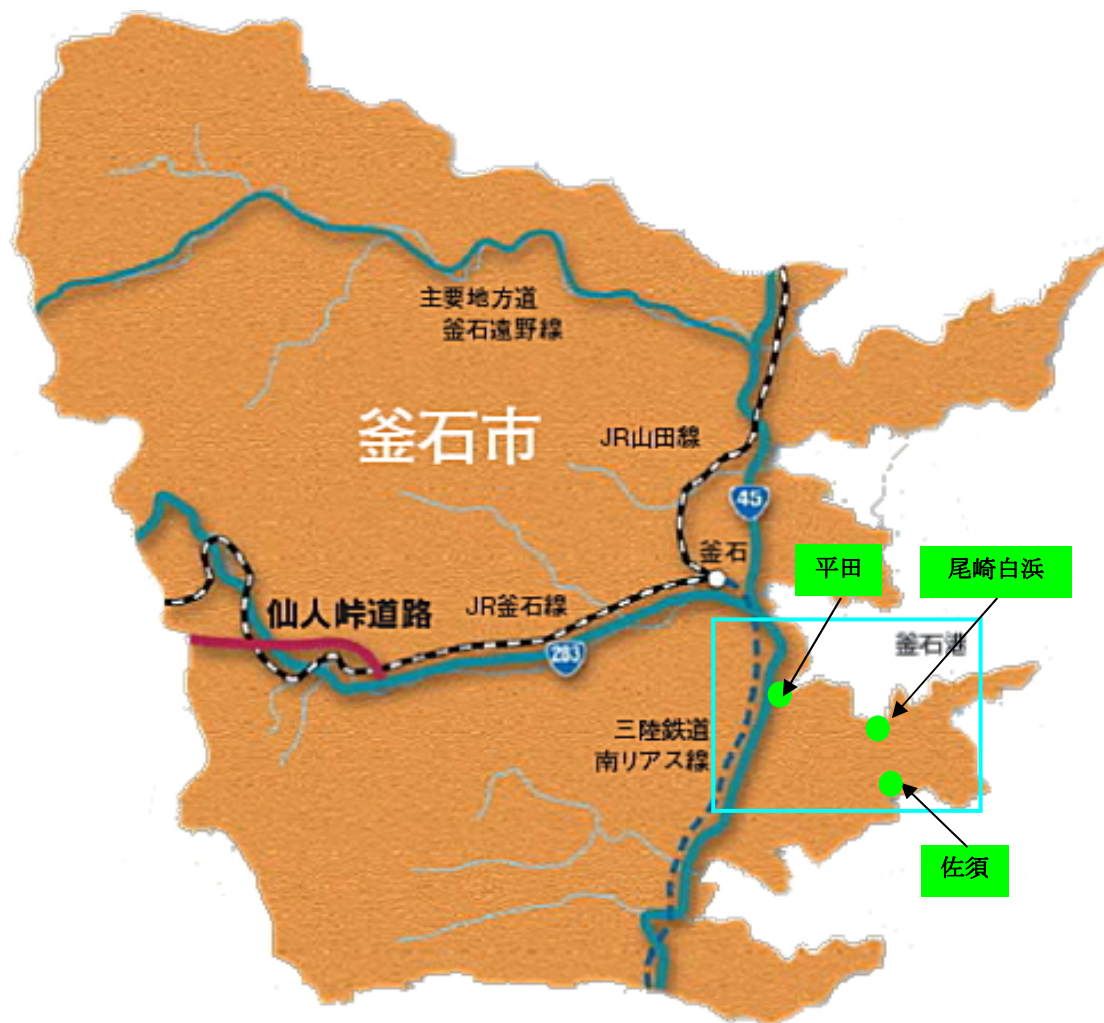 主要地方道
釜石遠野線
釜石市
JR山田線
45
釜石
平田
尾崎白浜
仙人峠道路
JR釜石線
283
釜石港
三陸鉄道
南リアス線
佐須